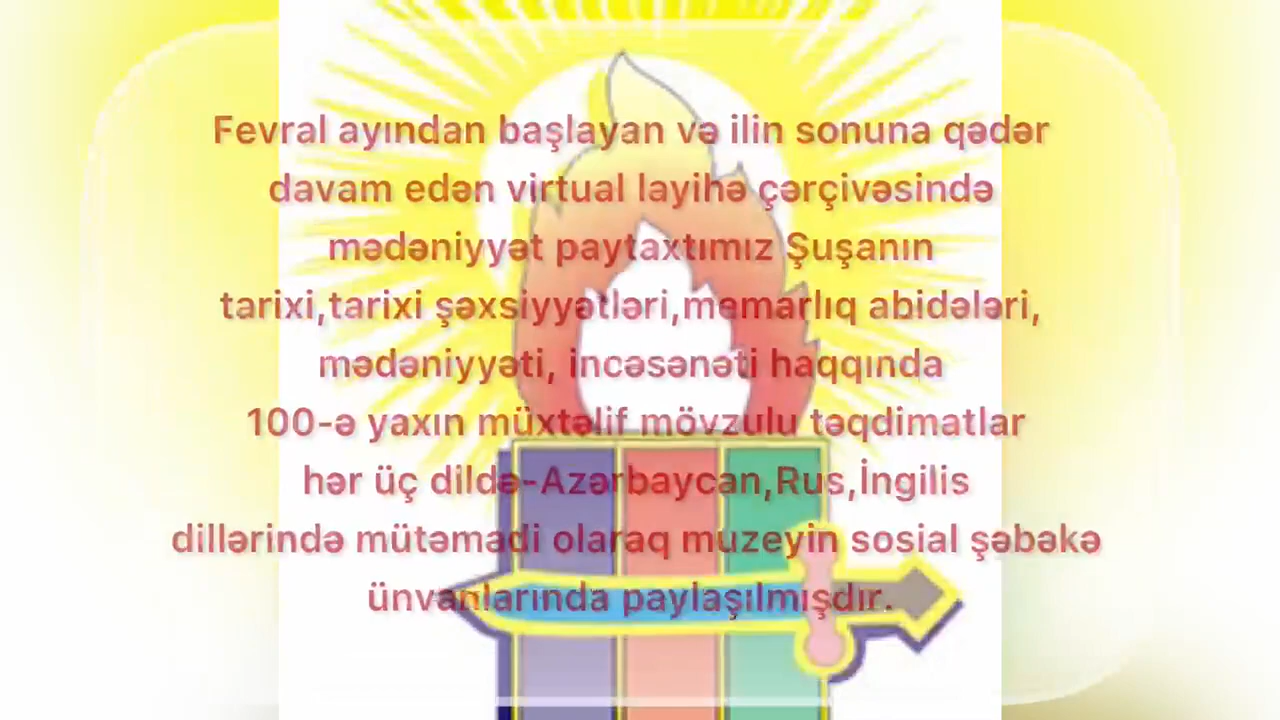 Fevral ayından başlayan və ilin sonuna qədər
davam edən virtual layihə çərçivəsində
mədəniyyət paytaxtımız Şuşanın
tarixi,tarixi şəxsiyyətləri,memarlıq abidələri,
mədəniyyəti, incəsənəti haqqında
100-ə yaxın müxtəlif mövzulu təqdimatlar
hər üç dildə-Azərbaycan,Rus,İngilis
dillərində mütəmadi olaraq muzeyin sosial şəbəkə
ünvanlarında paylaşılmışdır.